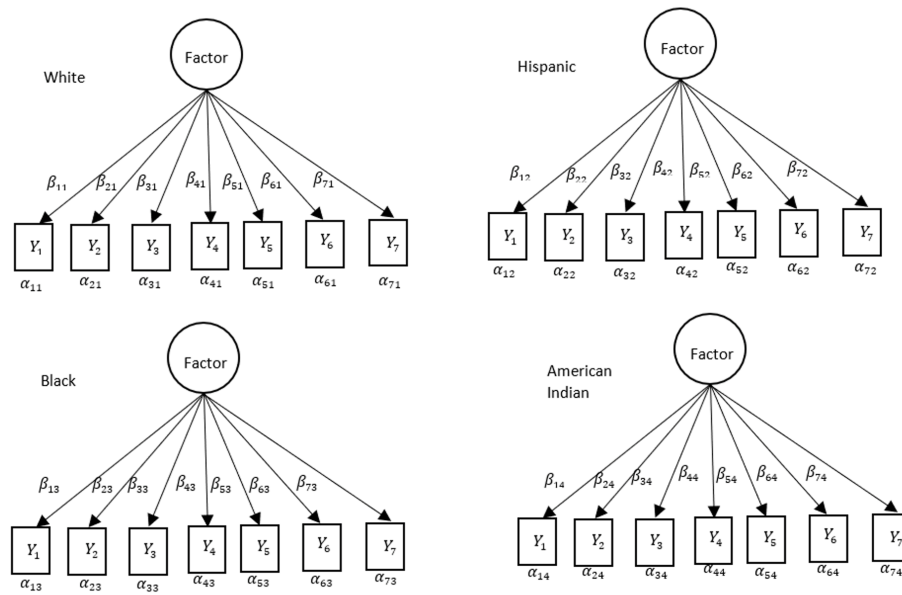 Factor
White
β₁₁ β₂₁ β₃₁ β₄₁ β₅₁ β₆₁ β₇₁
Y₁ Y₂ Y₃ Y₄ Y₅ Y₆ Y₇
α₁₁ α₂₁ α₃₁ α₄₁ α₅₁ α₆₁ α₇₁
Factor
Hispanic
β₁₂ β₂₂ β₃₂ β₄₂ β₅₂ β₆₂ β₇₂
Y₁ Y₂ Y₃ Y₄ Y₅ Y₆ Y₇
α₁₂ α₂₂ α₃₂ α₄₂ α₅₂ α₆₂ α₇₂
Factor
Black
β₁₃ β₂₃ β₃₃ β₄₃ β₅₃ β₆₃ β₇₃
Y₁ Y₂ Y₃ Y₄ Y₅ Y₆ Y₇
α₁₃ α₂₃ α₃₃ α₄₃ α₅₃ α₆₃ α₇₃
Factor
American
Indian
β₁₄ β₂₄ β₃₄ β₄₄ β₅₄ β₆₄ β₇₄
Y₁ Y₂ Y₃ Y₄ Y₅ Y₆ Y₇
α₁₄ α₂₄ α₃₄ α₄₄ α₅₄ α₆₄ α₇₄